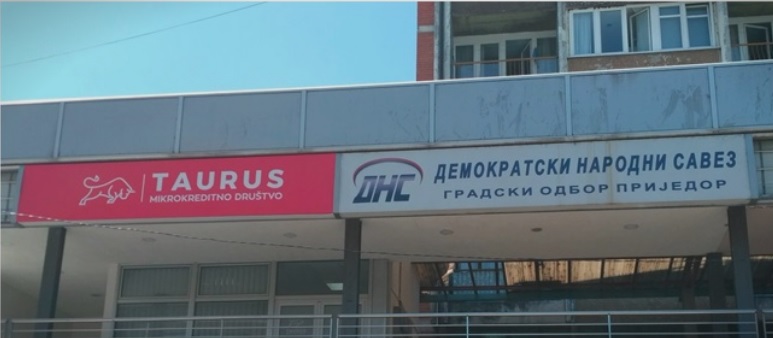 TAURUS
MIKROKREDITNO DRUŠTVO
ДНС
ДЕМОКРАТСКИ НАРОДНИ САВЕЗ
ГРАДСКИ ОДБОР ПРИЈЕДОР